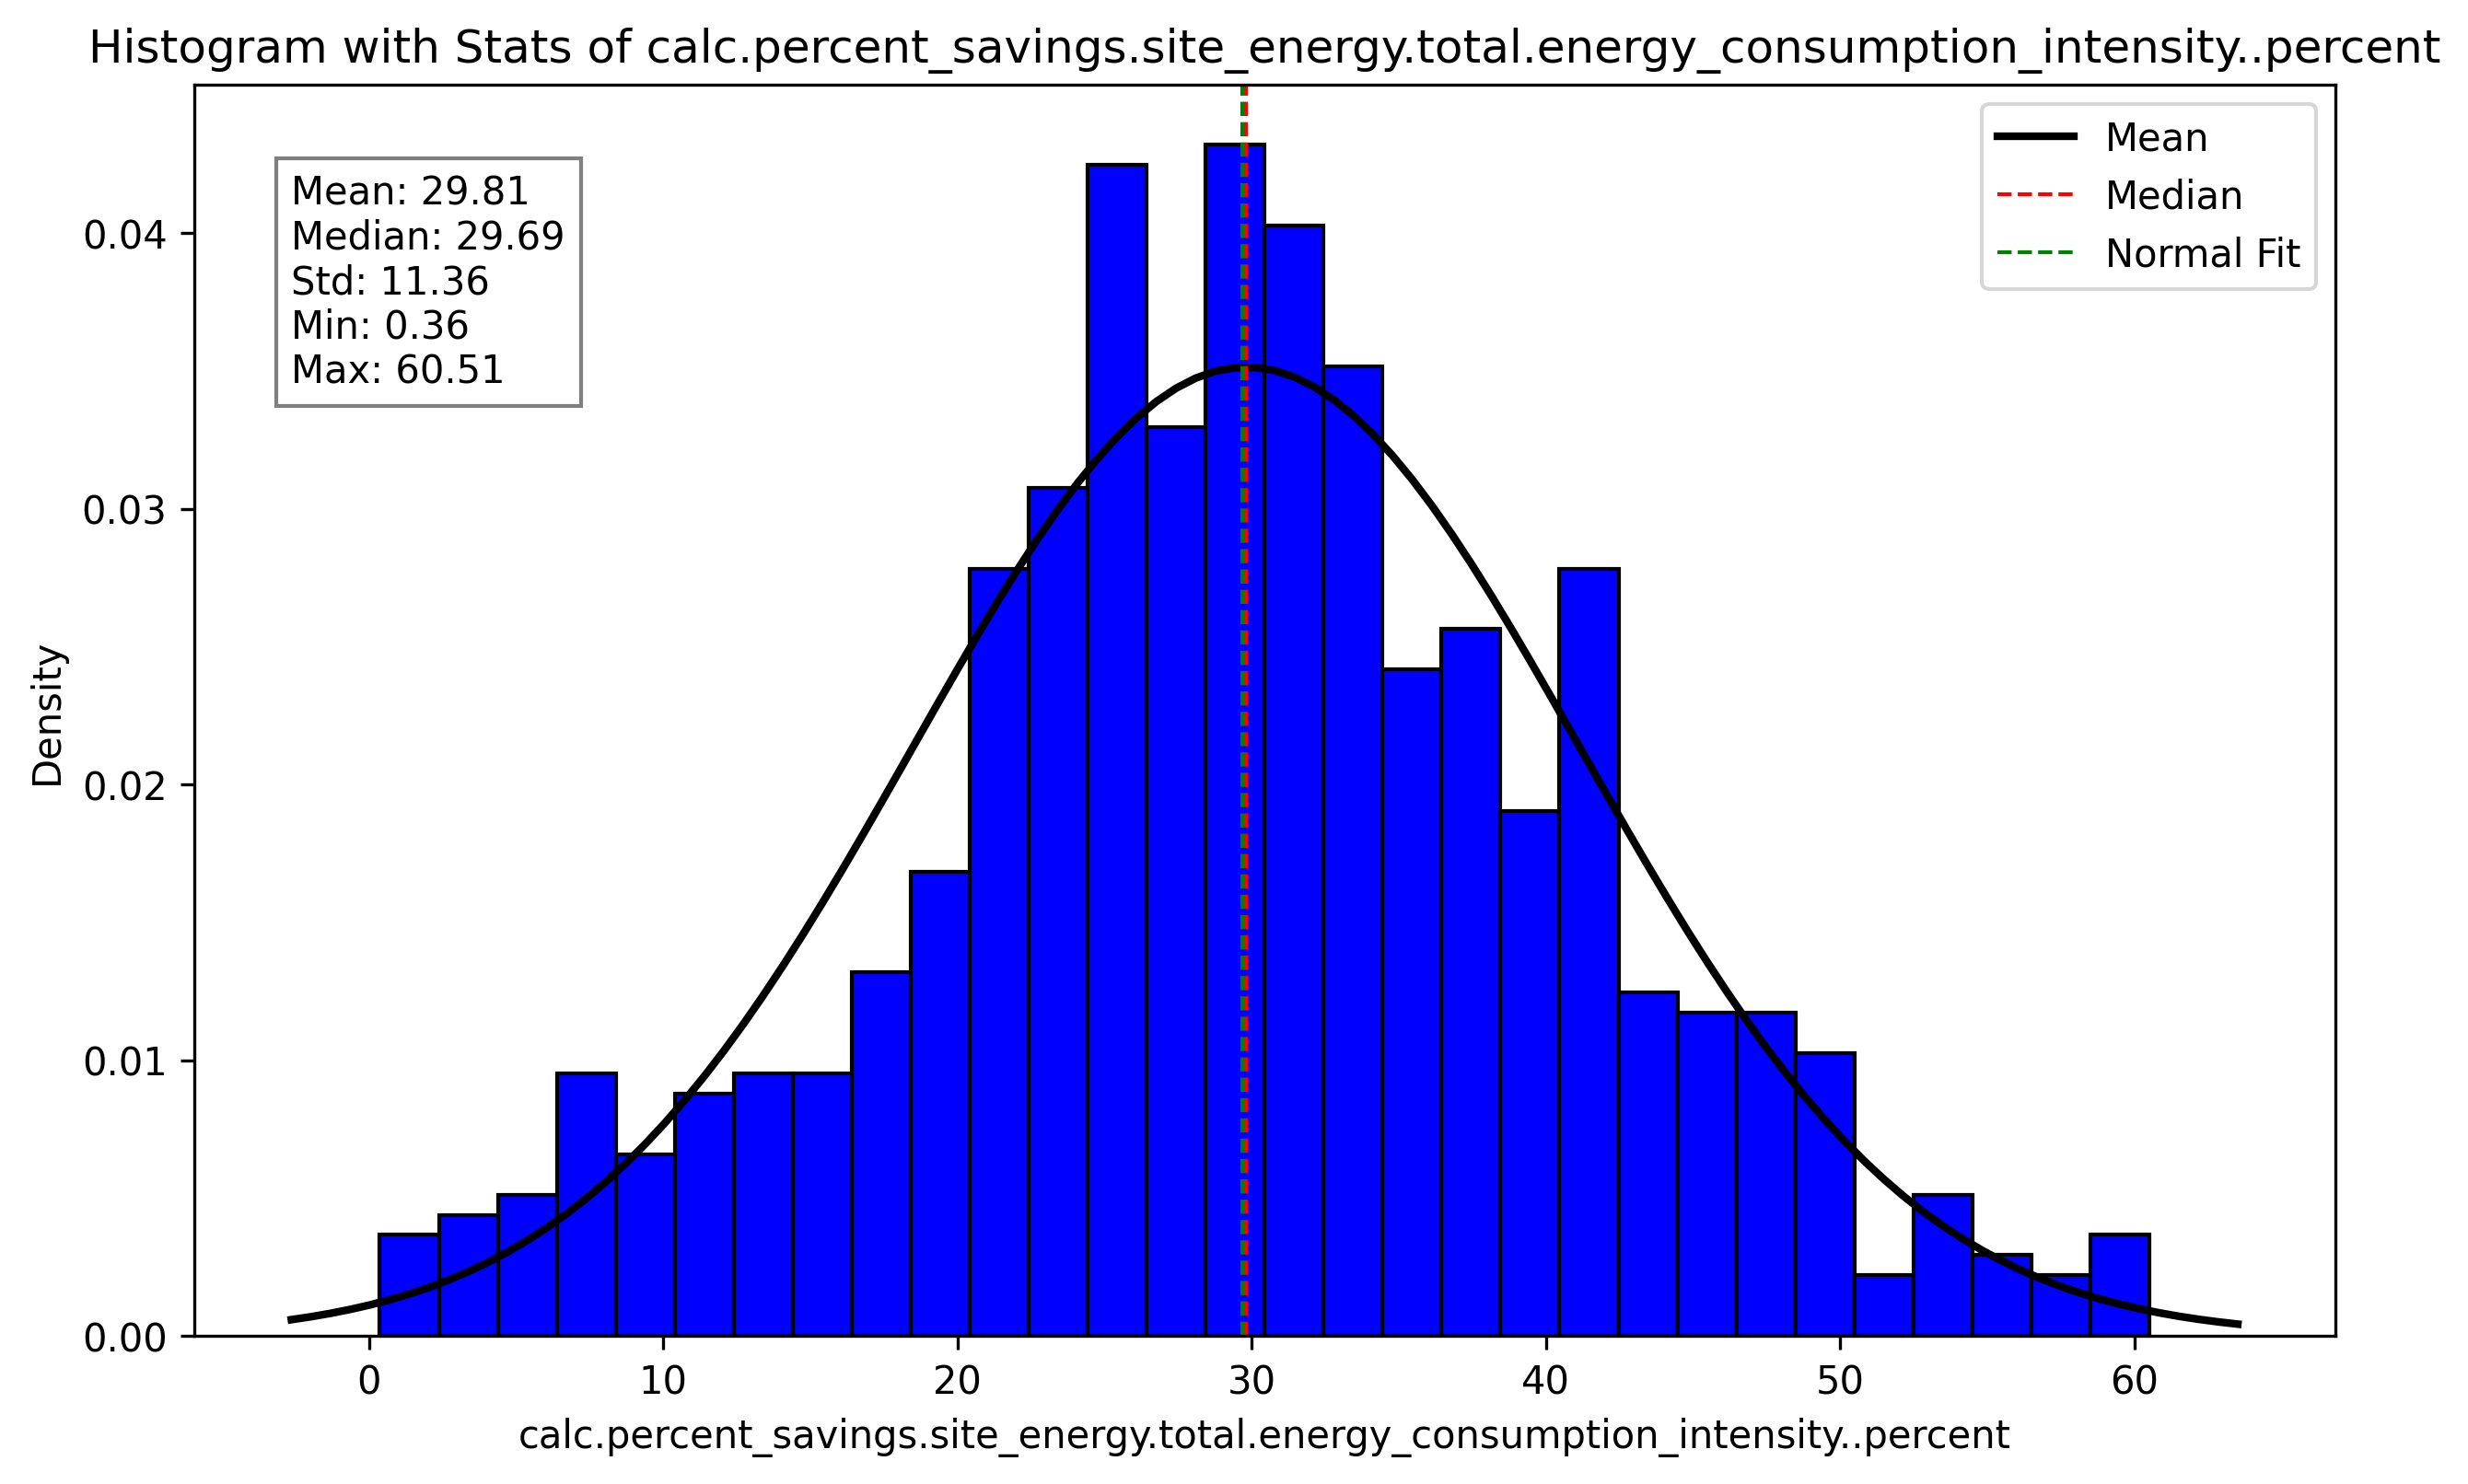 Histogram with Stats of calc.percent_savings.site_energy.total.energy_consumption_intensity..percent
Mean: 29.81
Median: 29.69
Std: 11.36
Min: 0.36
Max: 60.51
Mean
Median
Normal Fit
Density
0.04
0.03
0.02
0.01
0.00
0 10 20 30 40 50 60
calc.percent_savings.site_energy.total.energy_consumption_intensity..percent